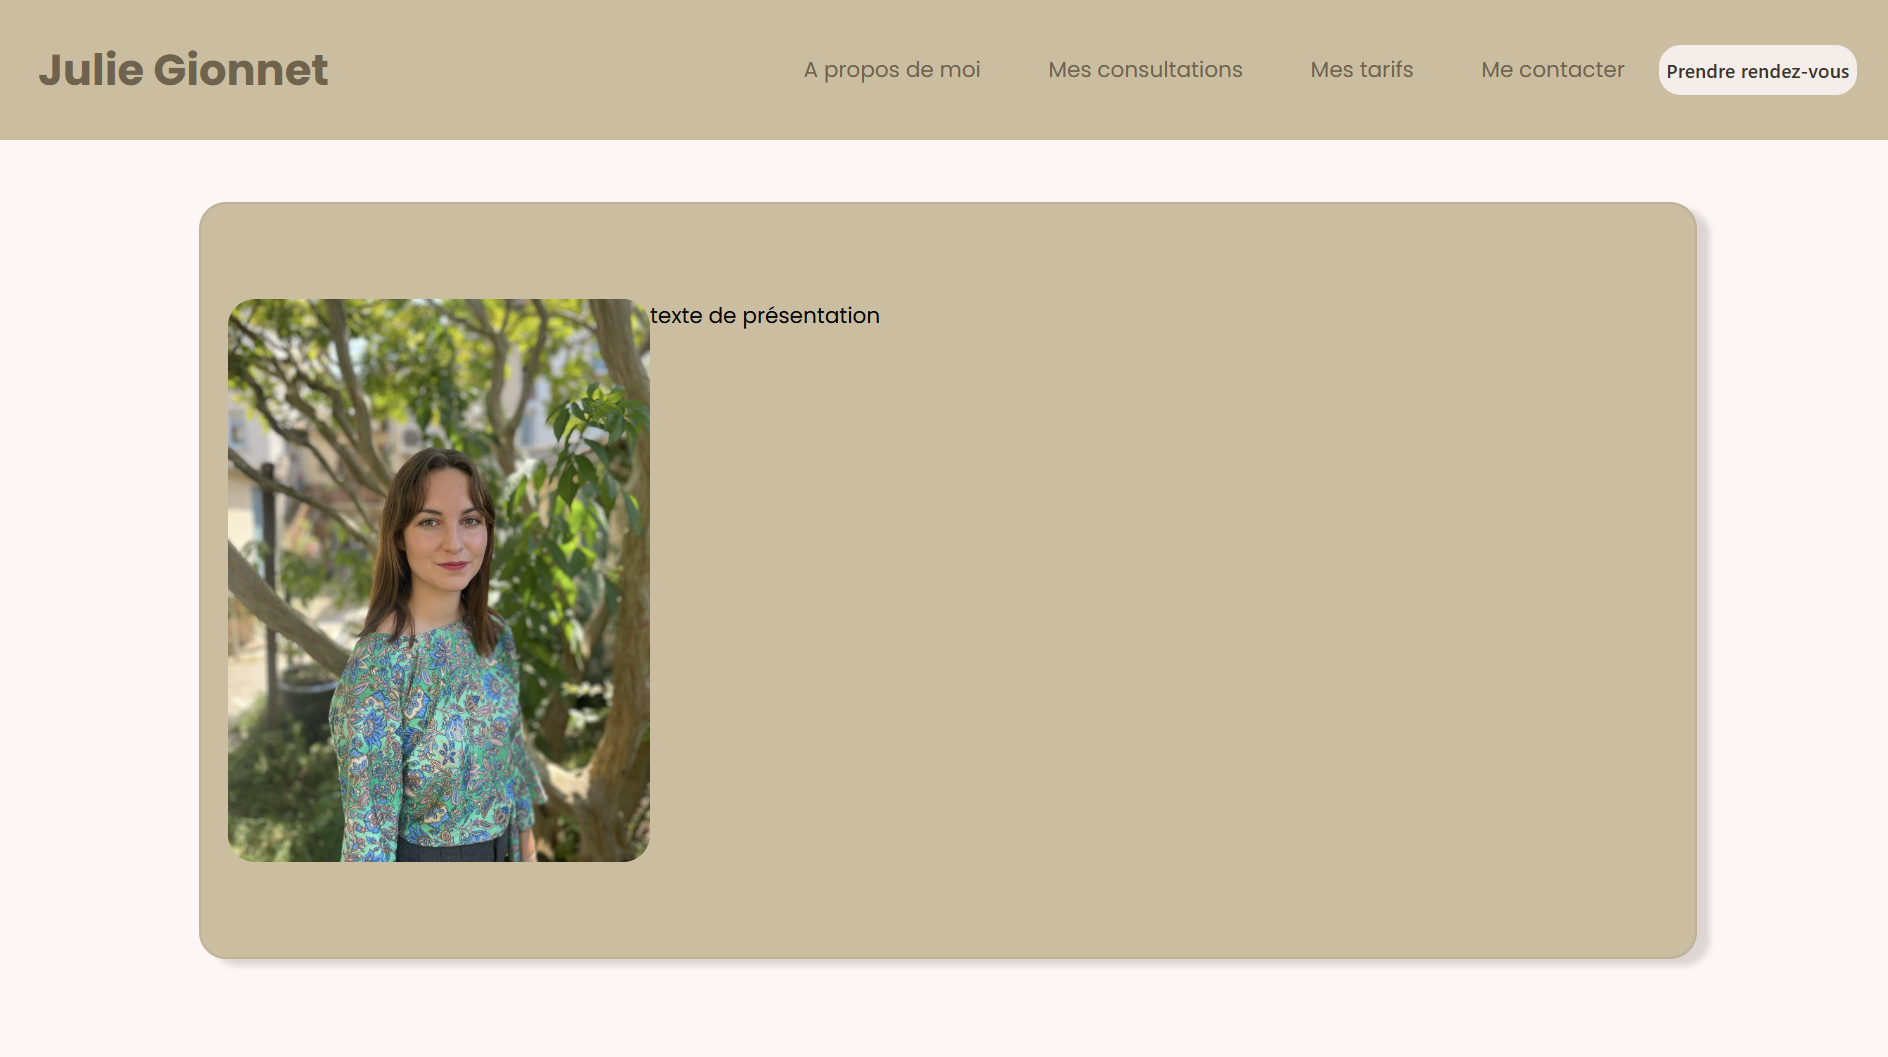 Julie Gionnet
A propos de moi
Mes consultations
Mes tarifs
Me contacter
Prendre rendez-vous
texte de présentation